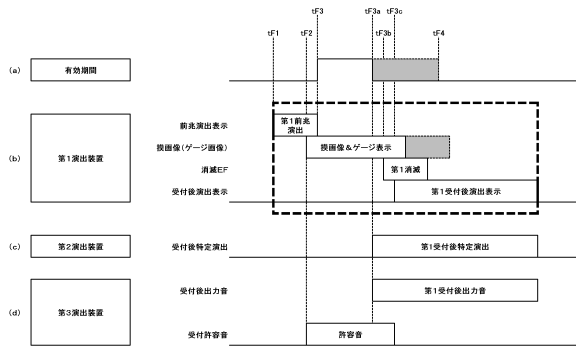 tF3 tF3a tF3c
tF1 tF2 tF3b tF4
(a) 有効期間
前兆演出表示 第1前兆演出
(b) 第1演出装置 操画像(ゲージ画像) 操画像&ゲージ表示
消滅EF 第1消滅
受付後演出表示 第1受付後演出表示
(c) 第2演出装置 受付後特定演出 第1受付後特定演出
受付後出力音 第1受付後出力音
(d) 第3演出装置
受付許容音 許容音